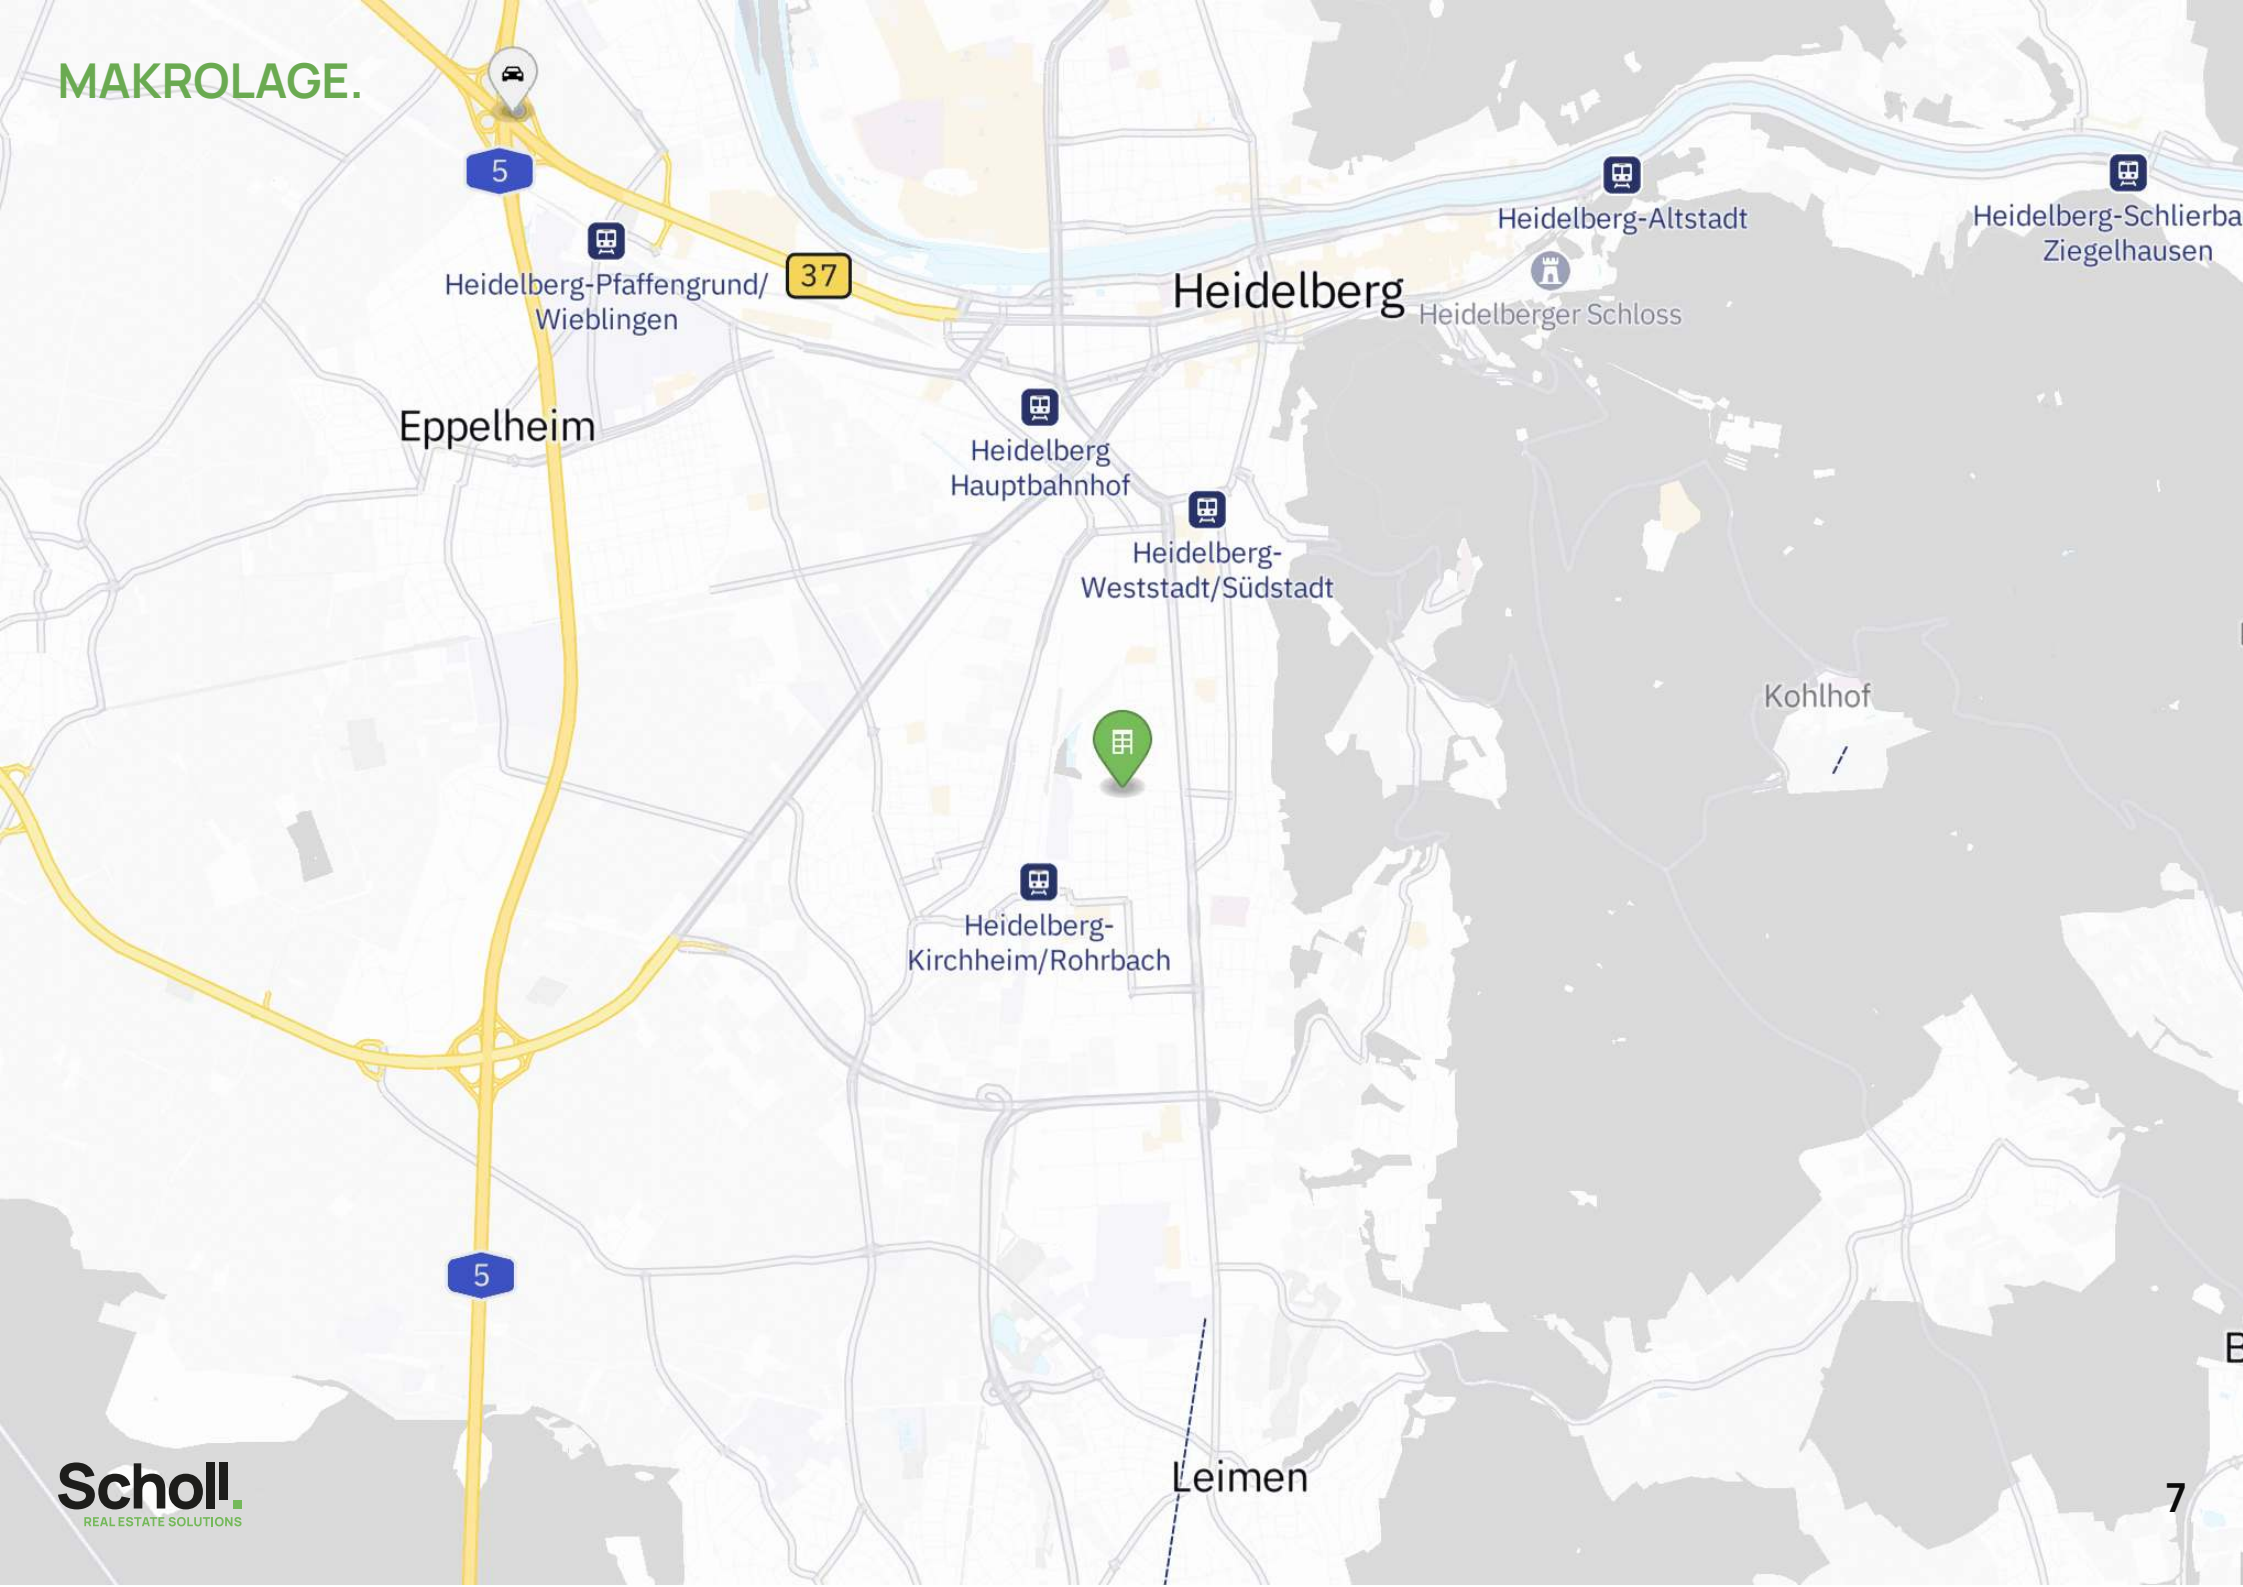 MAKROLAGE.
5
Heidelberg-Altstadt
Heidelberg-Schlierba
Ziegelhausen
Heidelberg-Pfaffengrund/
Wieblingen
37
Heidelberg
Heidelberger Schloss
Eppelheim
Heidelberg
Hauptbahnhof
Heidelberg-
Weststadt/Südstadt
Kohlhof
Heidelberg-
Kirchheim/Rohrbach
5
B
Leimen
Scholl.
REAL ESTATE SOLUTIONS
7